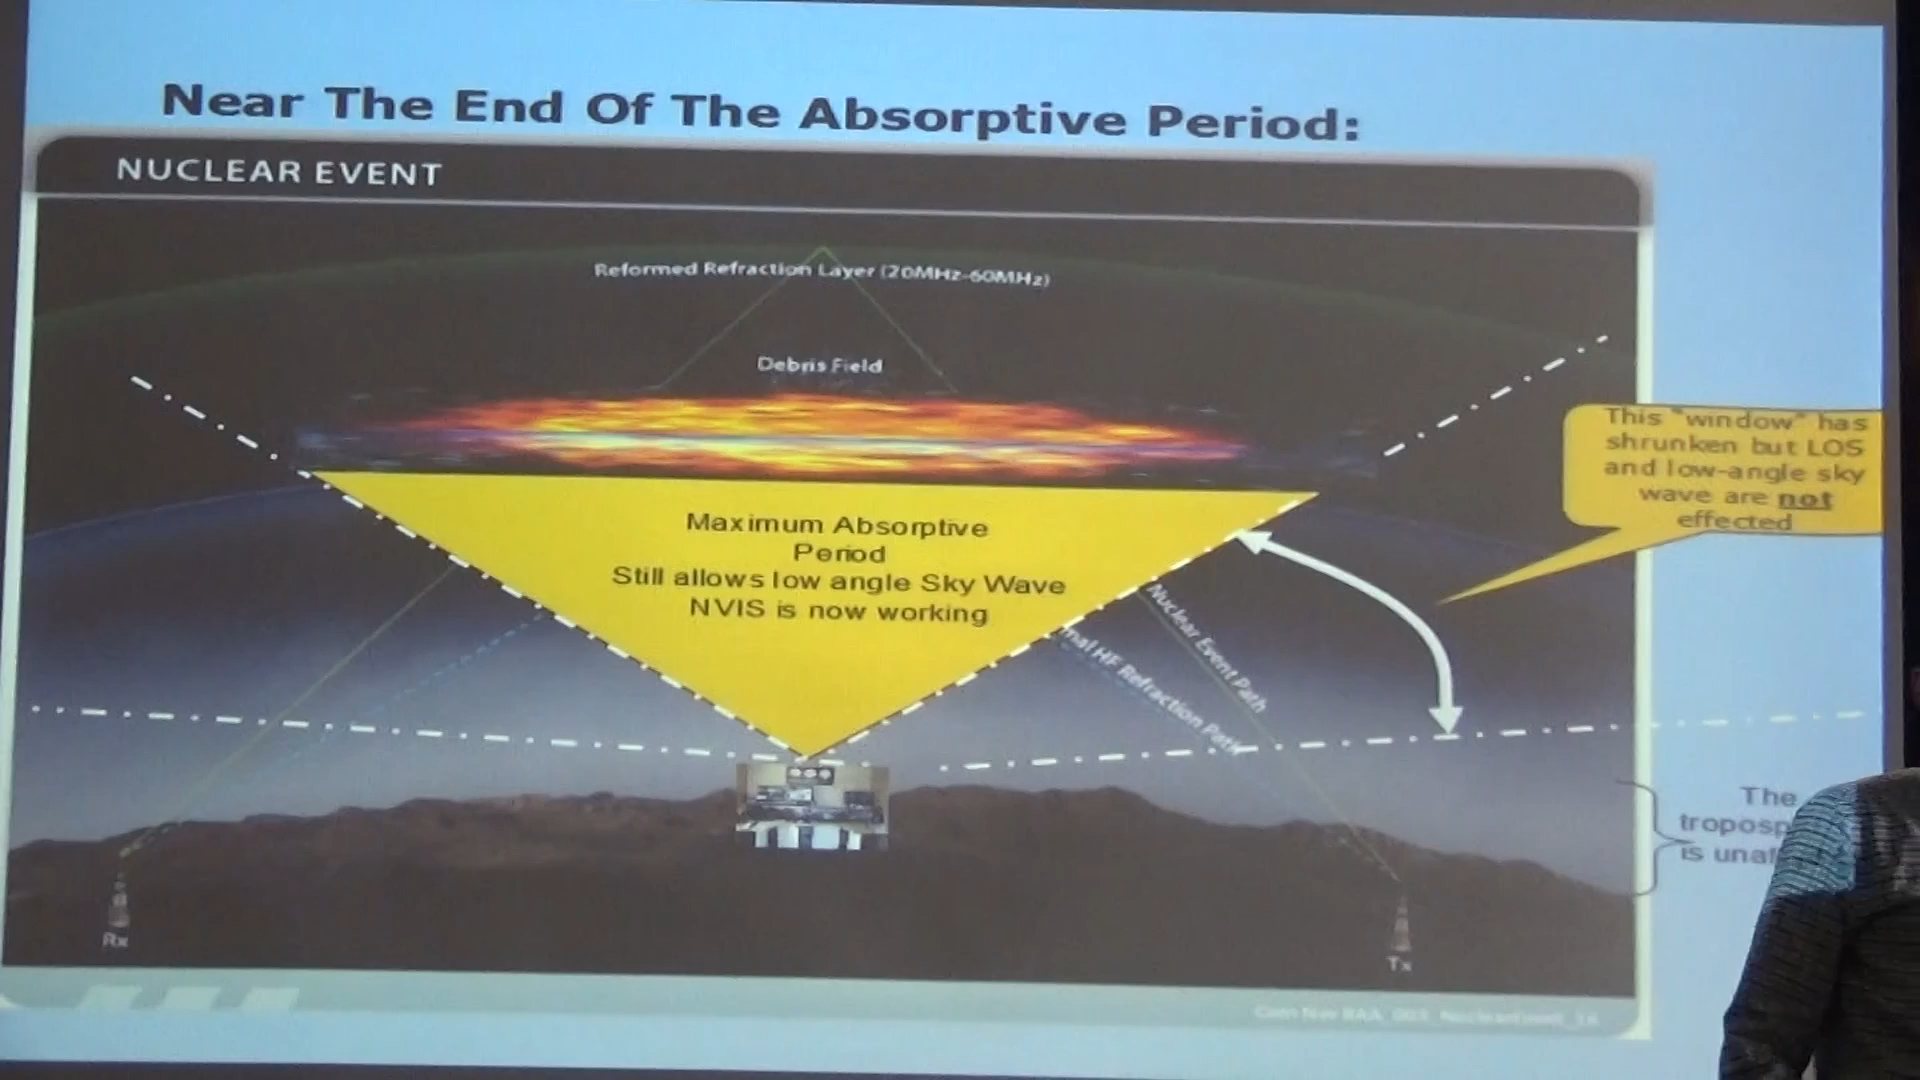 Near The End Of The Absorptive Period:
NUCLEAR EVENT
Reformed Refraction Layer (20MHz-60MHz)
Debris Field
This "window" has
shrunken but LOS
and low-angle sky
wave are not
effected
Maximum Absorptive
Period
Still allows low angle Sky Wave
NVIS is now working
Nuclear Event Path
HF Refraction Path
The
is
Rx
Tx